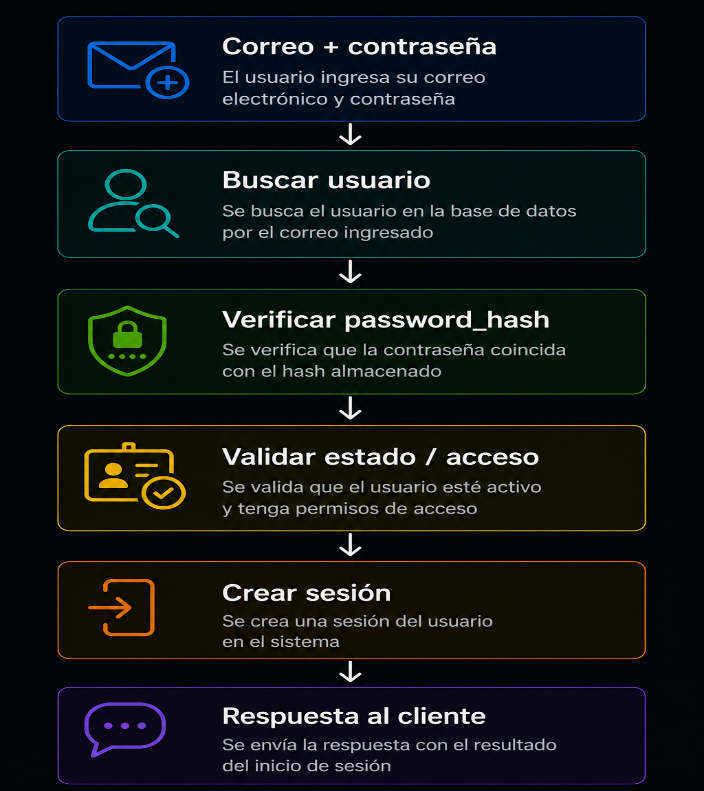 Correo + contraseña
El usuario ingresa su correo
electrónico y contraseña
Buscar usuario
Se busca el usuario en la base de datos
por el correo ingresado
Verificar password_hash
Se verifica que la contraseña coincida
con el hash almacenado
Validar estado / acceso
Se valida que el usuario esté activo
y tenga permisos de acceso
Crear sesión
Se crea una sesión del usuario
en el sistema
Respuesta al cliente
Se envía la respuesta con el resultado
del inicio de sesión